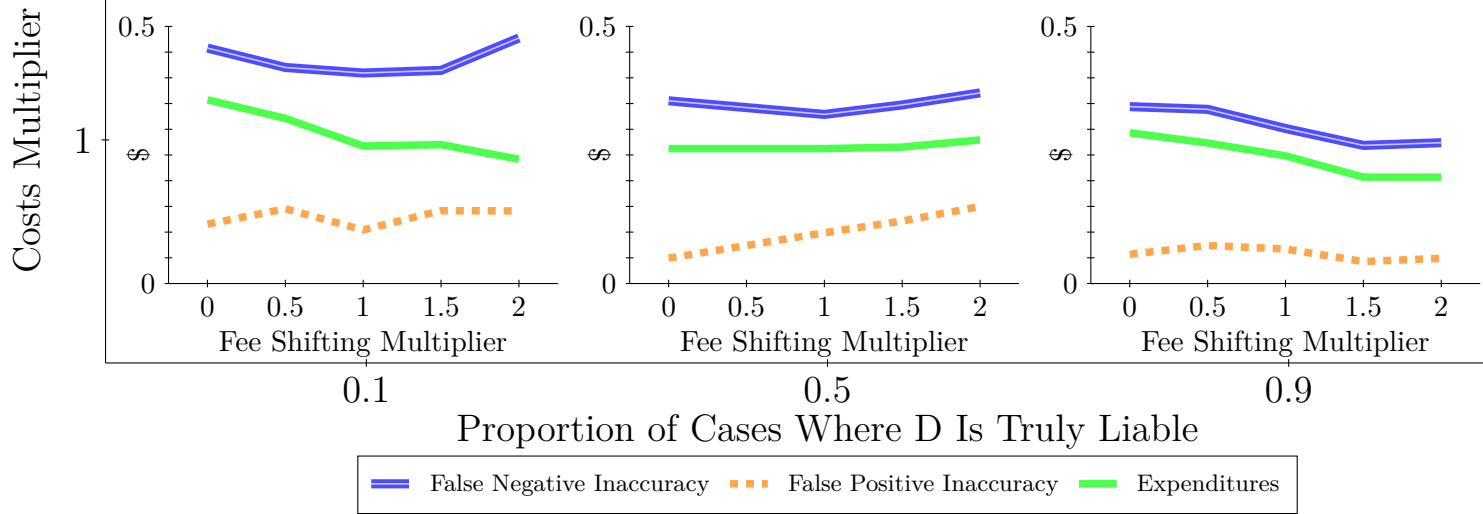 Costs Multiplier
1
0.5
$
0
0 0.5 1 1.5 2
Fee Shifting Multiplier
0.5
$
0
0 0.5 1 1.5 2
Fee Shifting Multiplier
0.5
$
0
0 0.5 1 1.5 2
Fee Shifting Multiplier
0.1 0.5 0.9
Proportion of Cases Where D Is Truly Liable
False Negative Inaccuracy False Positive Inaccuracy Expenditures